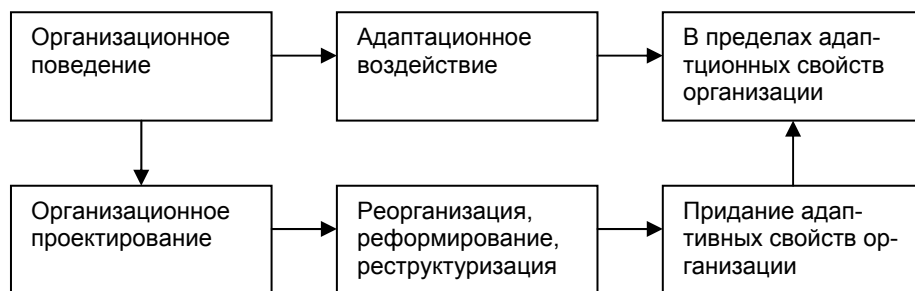 Организационное
поведение
Адаптационное
воздействие
В пределах адап-
тционных свойств
организации
Организационное
проектирование
Реорганизация,
реформирование,
реструктуризация
Придание адап-
тивных свойств ор-
ганизации